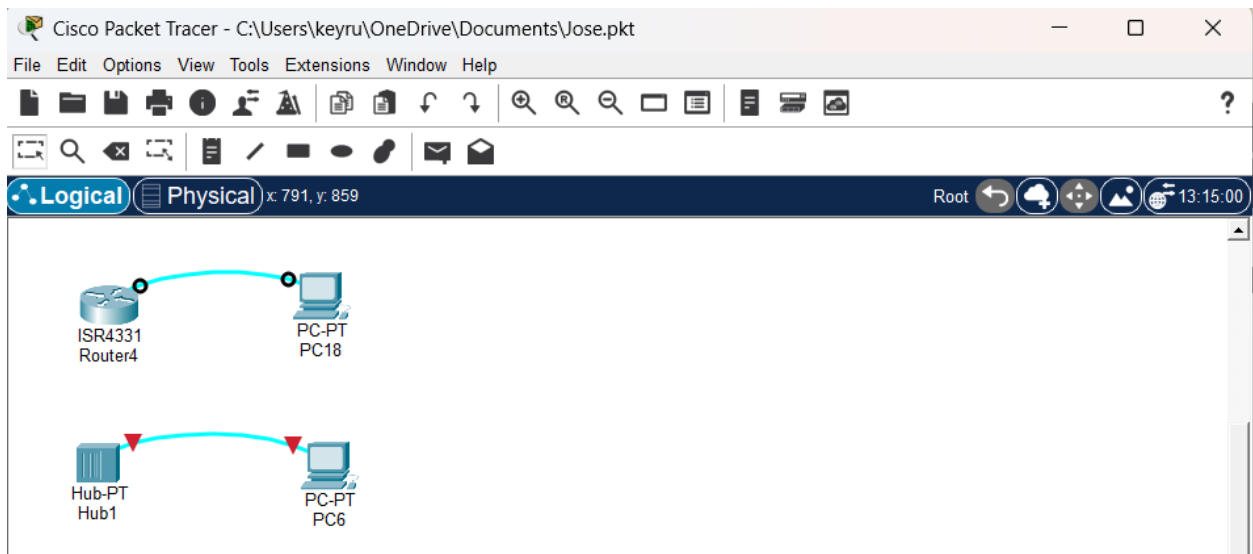 Cisco Packet Tracer - C:\Users\keyru\OneDrive\Documents\Jose.pkt
File Edit Options View Tools Extensions Window Help
?
Logical Physical x: 791, y: 859 Root 13:15:00
ISR4331
Router4
PC-PT
PC18
Hub-PT
Hub1
PC-PT
PC6